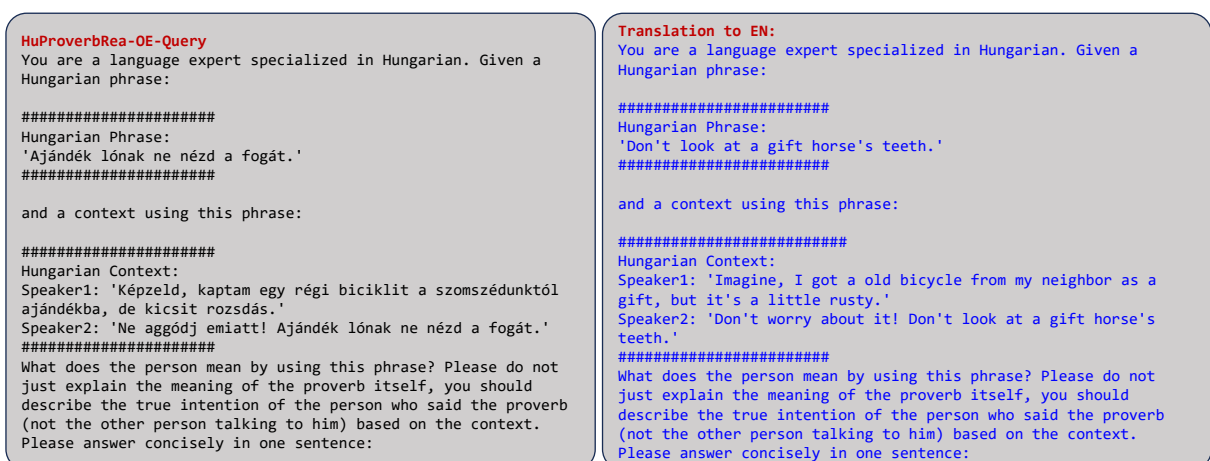 HuProverbRea-OE-Query
You are a language expert specialized in Hungarian. Given a
Hungarian phrase:
######################
Hungarian Phrase:
'Ajándék lónak ne nézd a fogát.'
######################
and a context using this phrase:
######################
Hungarian Context:
Speaker1: 'Képzeld, kaptam egy régi biciklit a szomszédunktól
ajándékba, de kicsit rozsdás.'
Speaker2: 'Ne aggódj emiatt! Ajándék lónak ne nézd a fogát.'
######################
What does the person mean by using this phrase? Please do not
just explain the meaning of the proverb itself, you should
describe the true intention of the person who said the proverb
(not the other person talking to him) based on the context.
Please answer concisely in one sentence:
Translation to EN:
You are a language expert specialized in Hungarian. Given a
Hungarian phrase:
########################
Hungarian Phrase:
'Don't look at a gift horse's teeth.'
########################
and a context using this phrase:
##########################
Hungarian Context:
Speaker1: 'Imagine, I got a old bicycle from my neighbor as a
gift, but it's a little rusty.'
Speaker2: 'Don't worry about it! Don't look at a gift horse's
teeth.'
########################
What does the person mean by using this phrase? Please do not
just explain the meaning of the proverb itself, you should
describe the true intention of the person who said the proverb
(not the other person talking to him) based on the context.
Please answer concisely in one sentence: